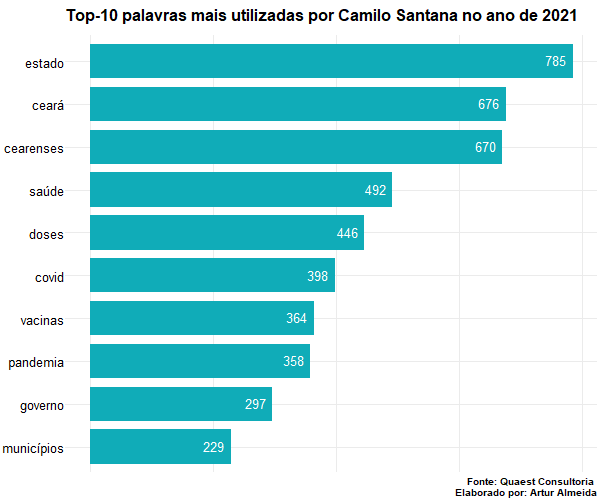 Top-10 palavras mais utilizadas por Camilo Santana no ano de 2021
estado 785
ceará 676
cearenses 670
saúde 492
doses 446
covid 398
vacinas 364
pandemia 358
governo 297
municípios 229
Fonte: Quaest Consultoria
Elaborado por: Artur Almeida